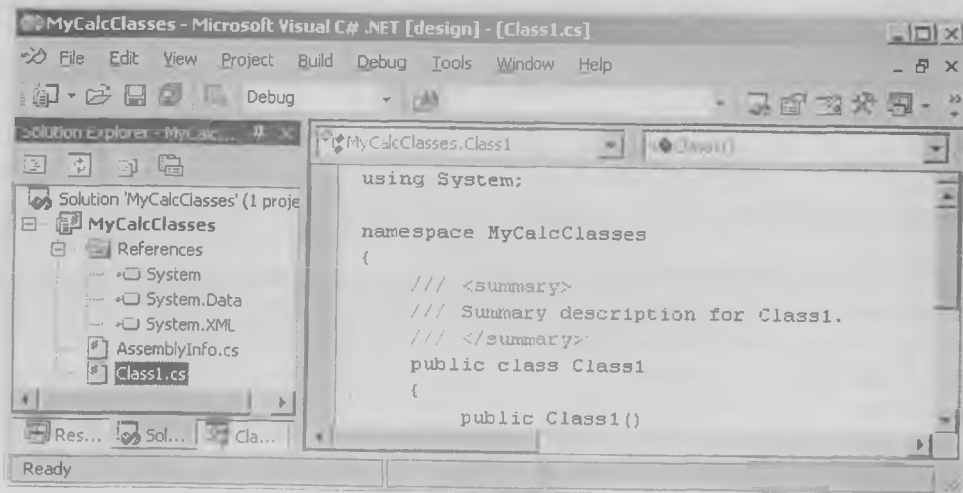 MyCalcClasses - Microsoft Visual C# .NET [design] - [Class1.cs]
File Edit View Project Build Debug Tools Window Help
Debug
Solution Explorer - MyCalc...
MyCalcClasses.Class1
Class1()
Solution 'MyCalcClasses' (1 proje
MyCalcClasses
References
System
System.Data
System.XML
AssemblyInfo.cs
Class1.cs
Res... Sol... Cla...
using System;
namespace MyCalcClasses
{
/// <summary>
/// Summary description for Class1.
/// </summary>
public class Class1
{
public Class1()
Ready